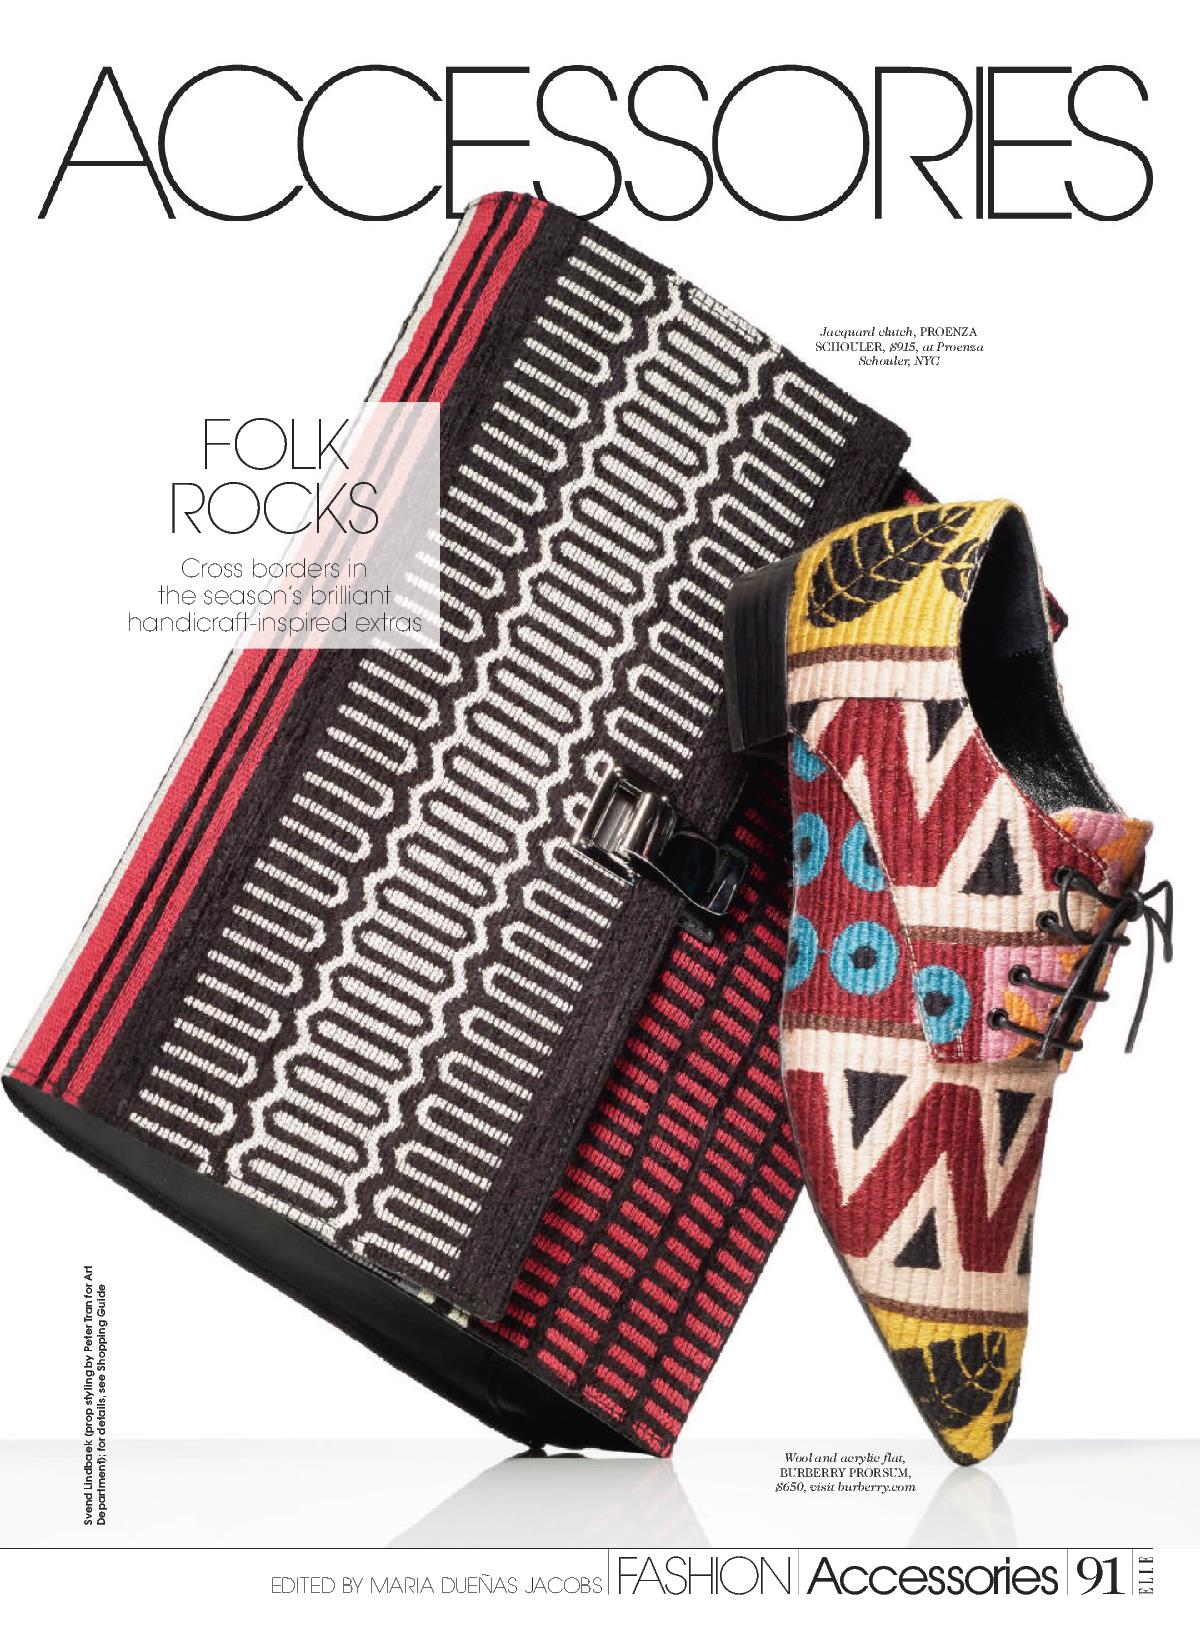 ACCESSORIES
Jacquard clutch, PROENZA
SCHOULER, $915, at Proenza
Schouler, NYC
FOLK
ROCKS
Cross borders in
the season's brilliant
handicraft-inspired extras
Svend Lindbaek (prop styling by Peter Tran for Art
Department); for details, see Shopping Guide
Wool and acrylic flat,
BURBERRY PRORSUM,
$650, visit burberry.com
EDITED BY MARIA DUEÑAS JACOBS FASHION Accessories 91 ELLE